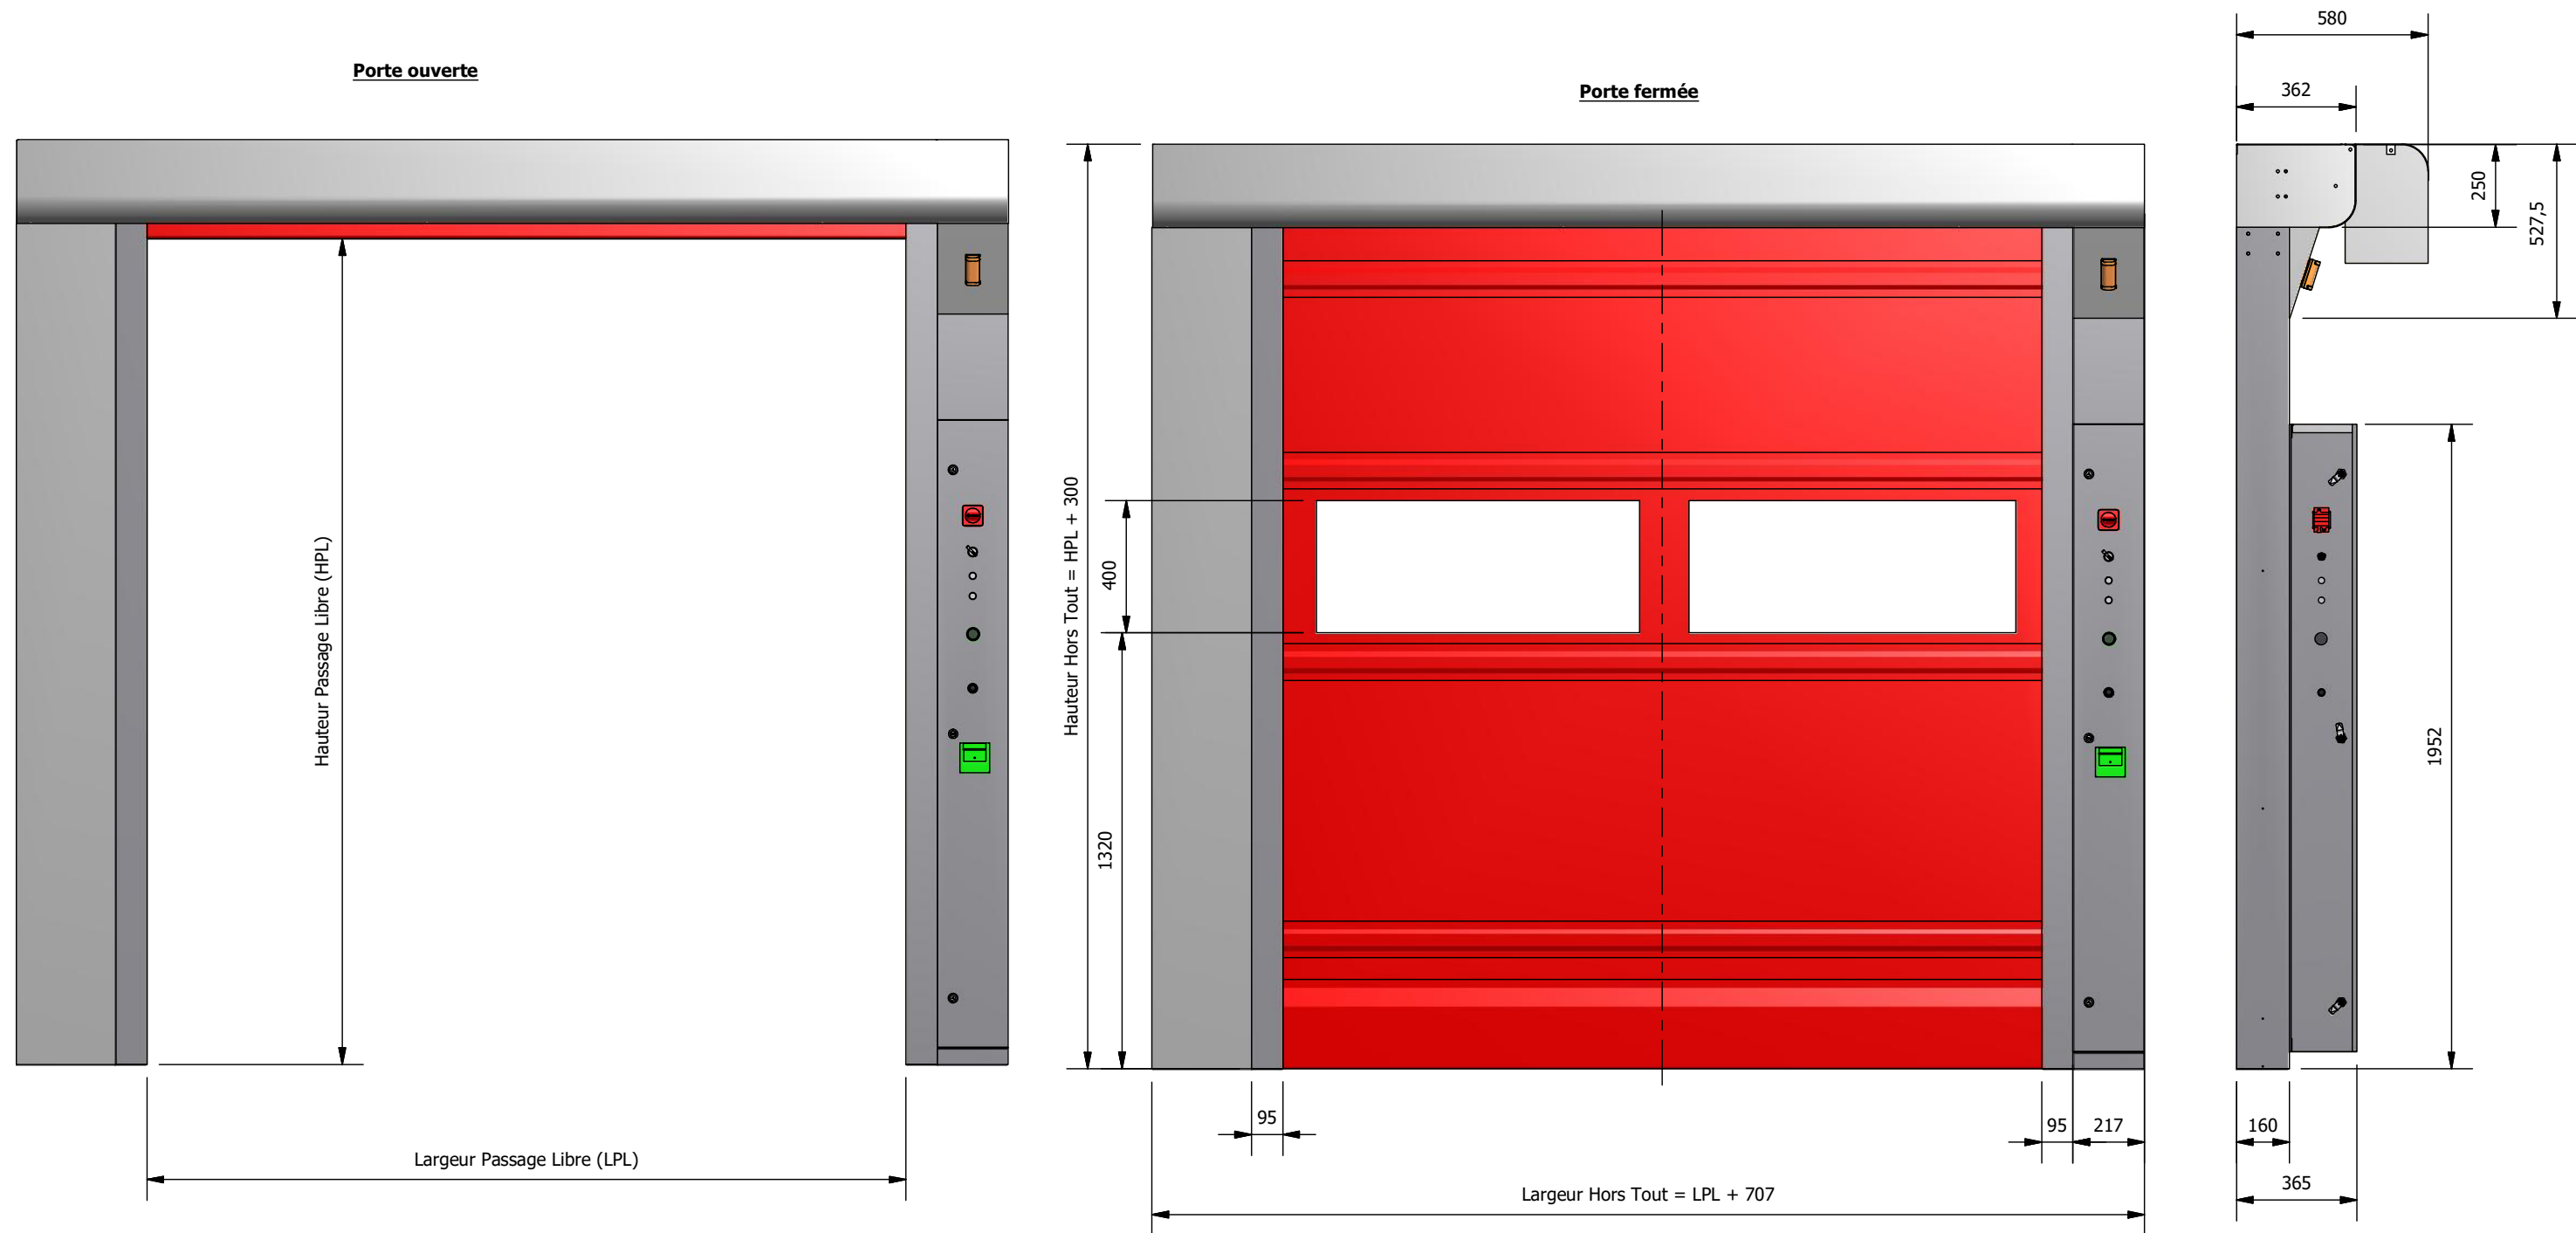 Porte ouverte
Hauteur Passage Libre (HPL)
Largeur Passage Libre (LPL)
Porte fermée
Hauteur Hors Tout = HPL + 300
400
1320
95
95
217
Largeur Hors Tout = LPL + 707
580
362
250
527,5
1952
160
365